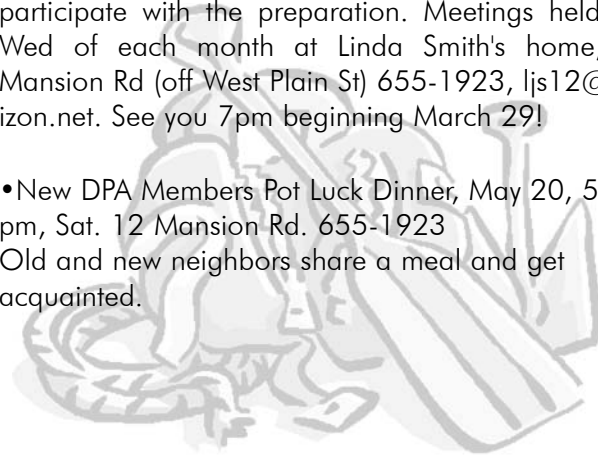 participate with the preparation. Meetings held
Wed of each month at Linda Smith's home,
Mansion Rd (off West Plain St) 655-1923, ljs12@
izon.net. See you 7pm beginning March 29!
•New DPA Members Pot Luck Dinner, May 20, 5
pm, Sat. 12 Mansion Rd. 655-1923
Old and new neighbors share a meal and get
acquainted.